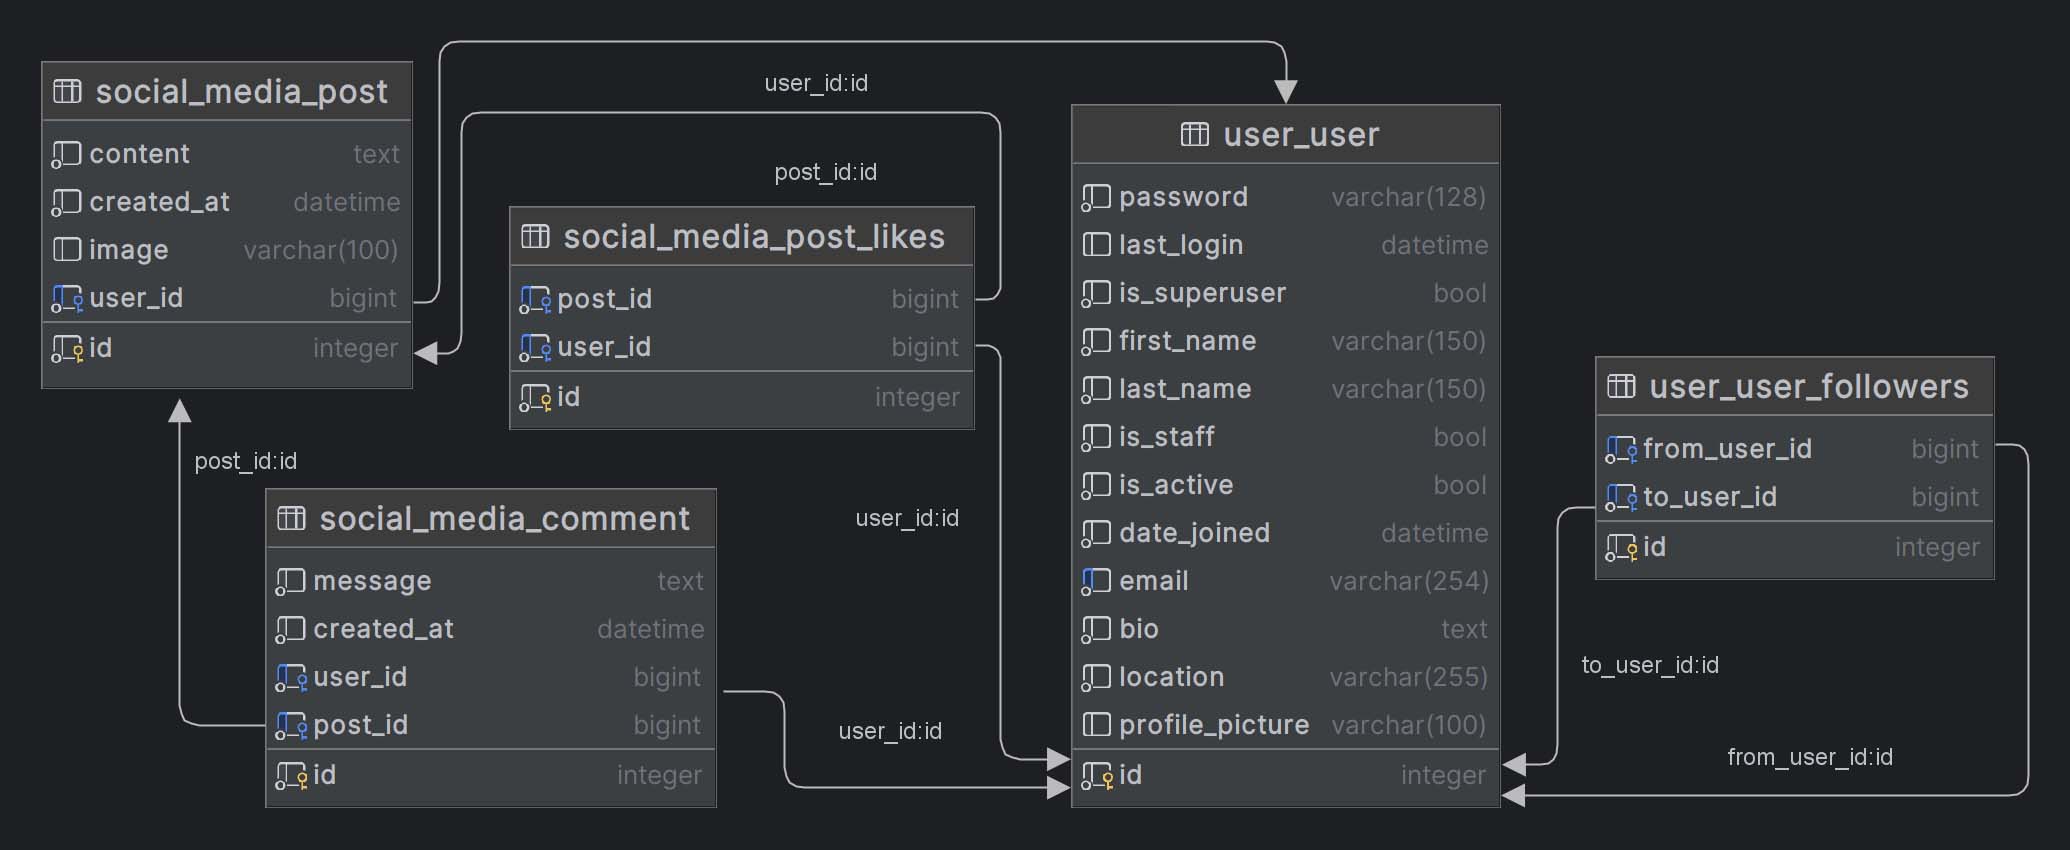 social_media_post
content text
created_at datetime
image varchar(100)
user_id bigint
id integer
user_id:id
post_id:id
social_media_post_likes
post_id bigint
user_id bigint
id integer
post_id:id
social_media_comment
message text
created_at datetime
user_id bigint
post_id bigint
id integer
user_id:id
user_id:id
user_user
password varchar(128)
last_login datetime
is_superuser bool
first_name varchar(150)
last_name varchar(150)
is_staff bool
is_active bool
date_joined datetime
email varchar(254)
bio text
location varchar(255)
profile_picture varchar(100)
id integer
user_user_followers
from_user_id bigint
to_user_id bigint
id integer
to_user_id:id
from_user_id:id